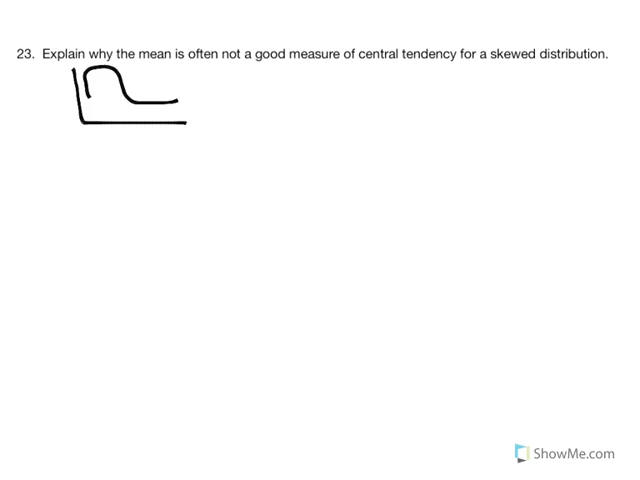 23. Explain why the mean is often not a good measure of central tendency for a skewed distribution.
ShowMe.com